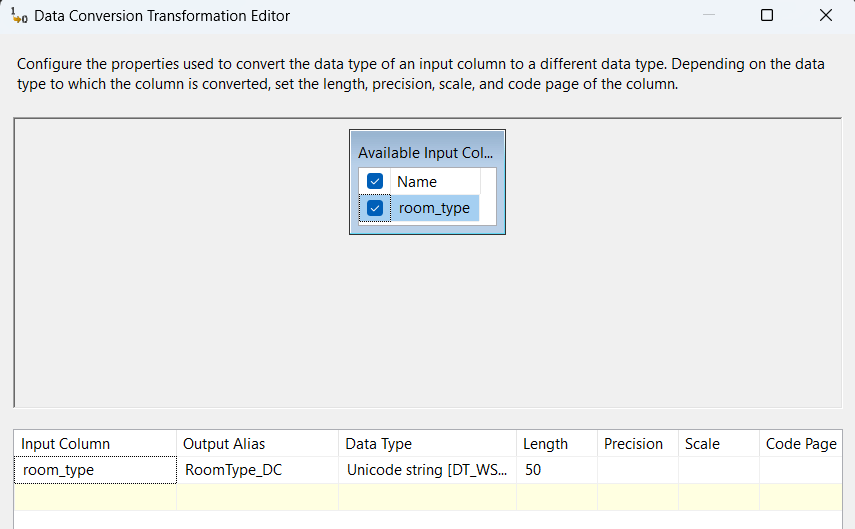 Data Conversion Transformation Editor
Configure the properties used to convert the data type of an input column to a different data type. Depending on the data
type to which the column is converted, set the length, precision, scale, and code page of the column.
Available Input Col...
Name
room_type
Input Column Output Alias Data Type Length Precision Scale Code Page
room_type RoomType_DC Unicode string [DT_WS... 50